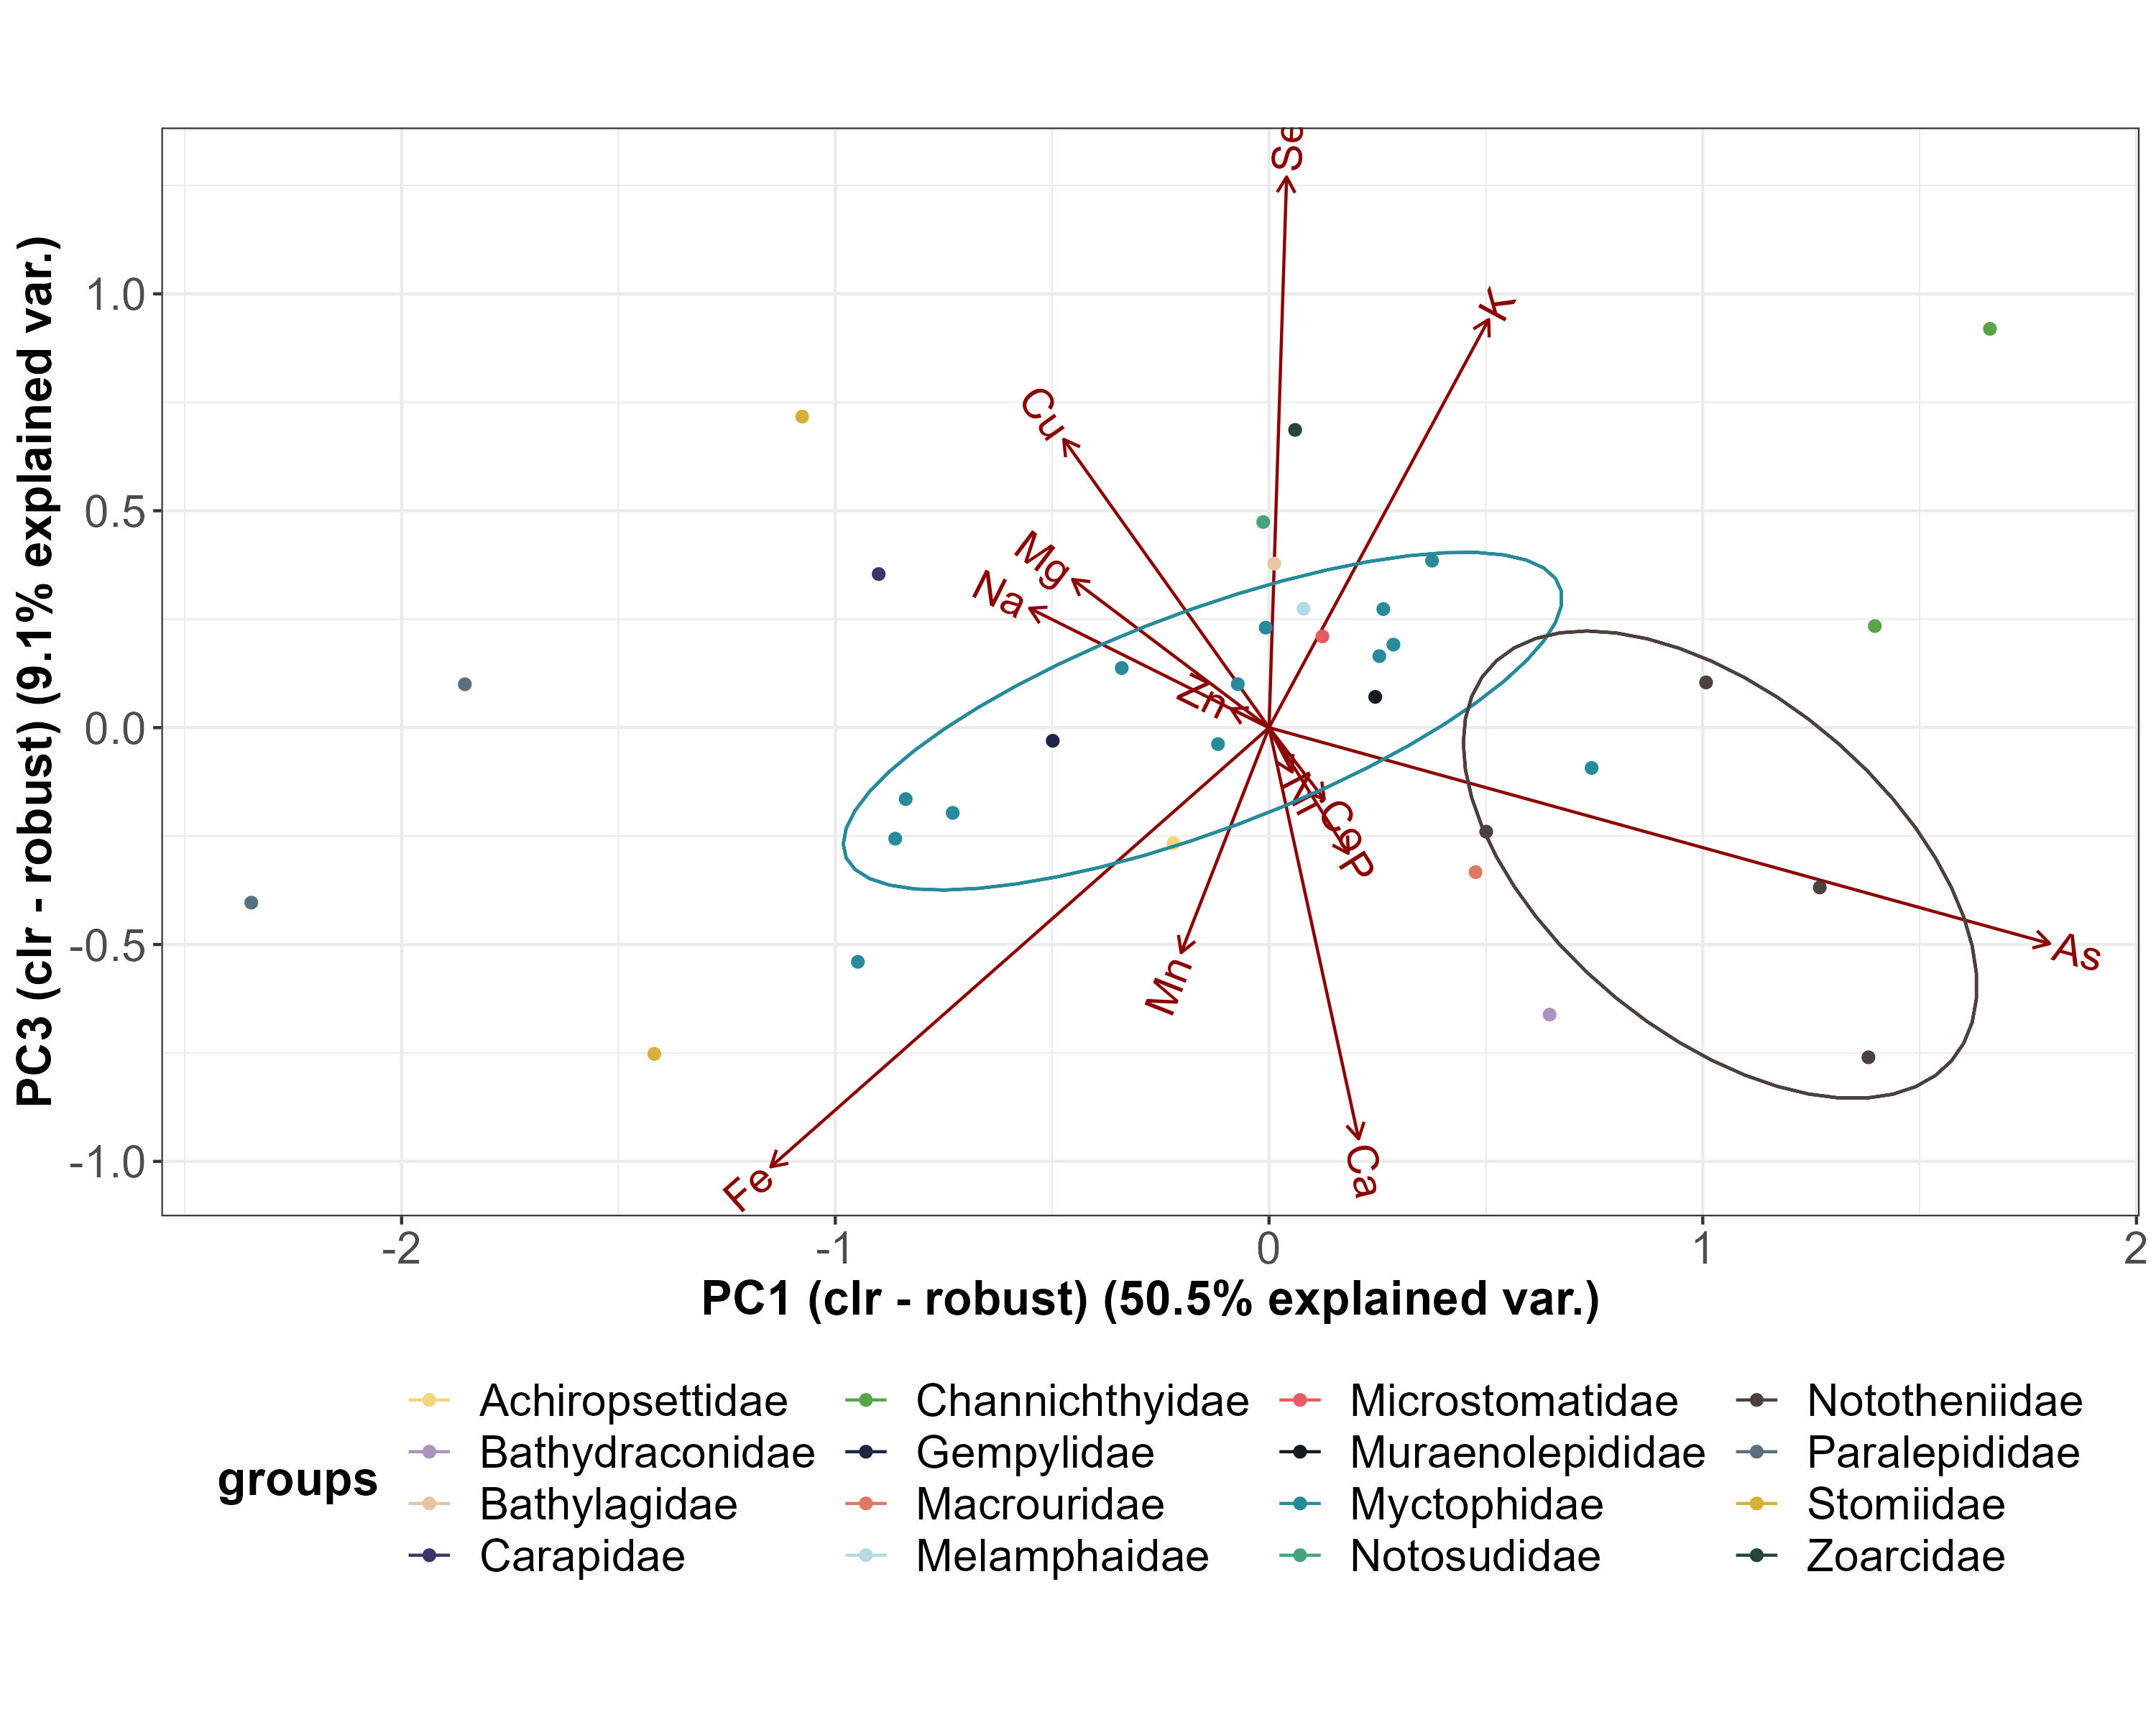 PC3 (clr - robust) (9.1% explained var.)
1.0
0.5
0.0
-0.5
-1.0
Se
K
Cu
Mg
Na
Zn
Ni
Co
P
As
Mn
Fe
Ca
-2
-1
0
1
2
PC1 (clr - robust) (50.5% explained var.)
groups
Achiropsettidae
Bathydraconidae
Bathylagidae
Carapidae
Channichthyidae
Gempylidae
Macrouridae
Melamphaidae
Microstomatidae
Muraenolepididae
Myctophidae
Notosudidae
Nototheniidae
Paralepididae
Stomiidae
Zoarcidae